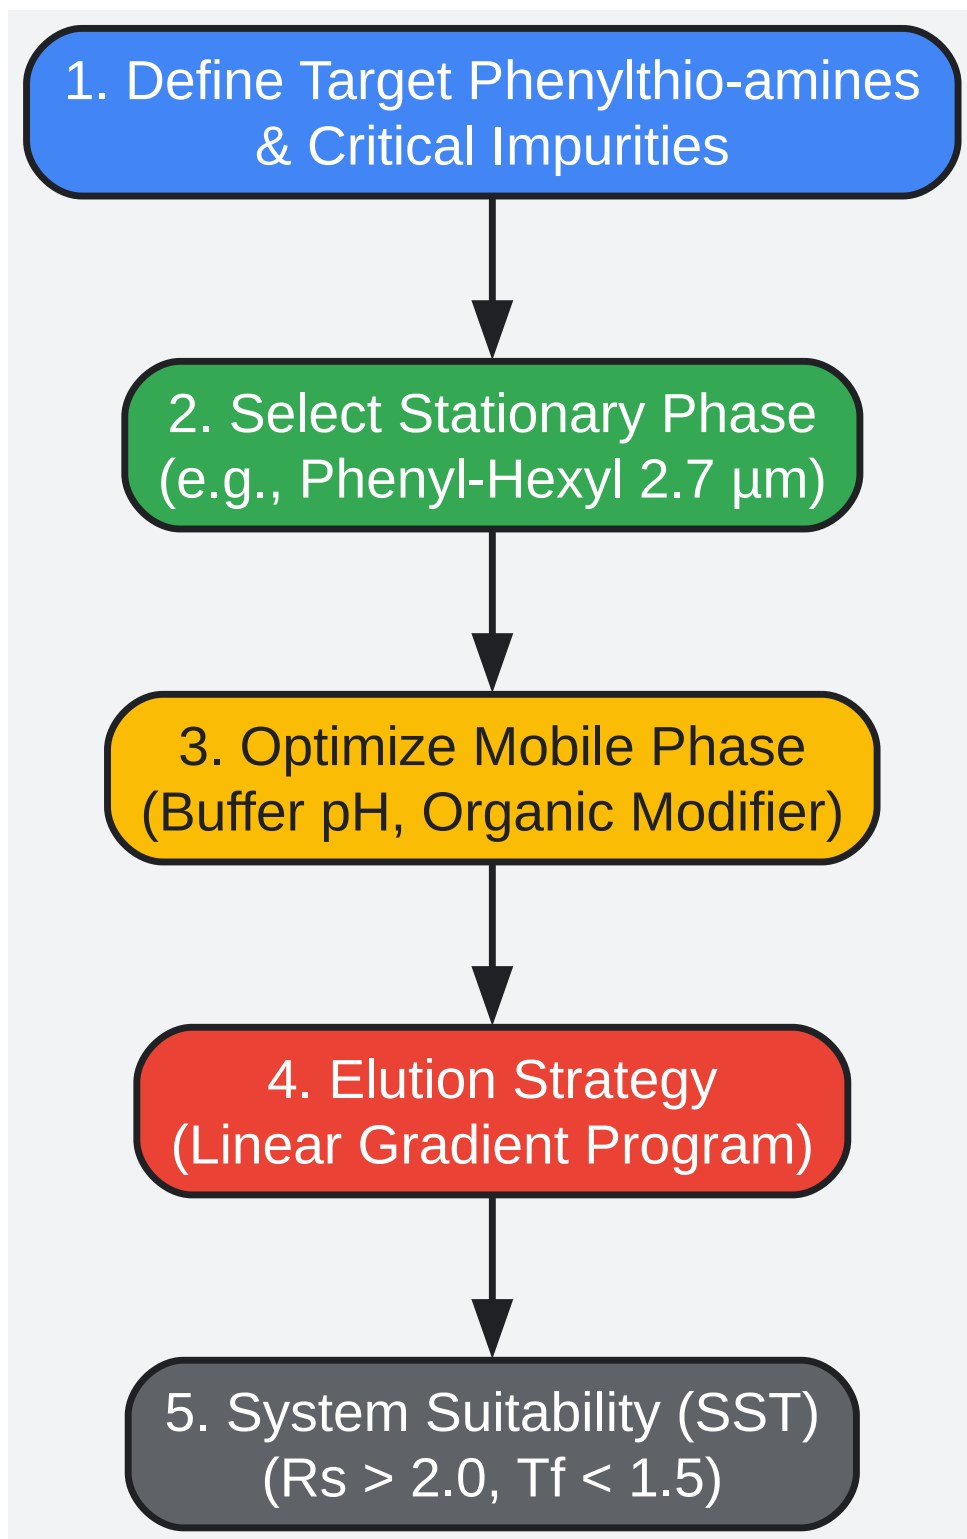 1. Define Target Phenylthio-amines
& Critical Impurities
2. Select Stationary Phase
(e.g., Phenyl-Hexyl 2.7 µm)
3. Optimize Mobile Phase
(Buffer pH, Organic Modifier)
4. Elution Strategy
(Linear Gradient Program)
5. System Suitability (SST)
(Rs > 2.0, Tf < 1.5)